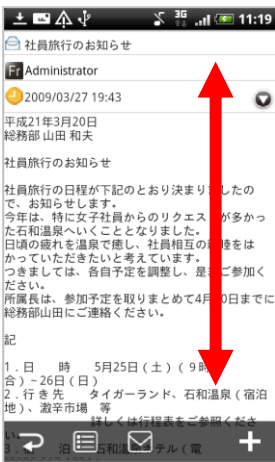 3G 11:19
社員旅行のお知らせ
Fr Administrator
2009/03/27 19:43
平成21年3月20日
総務部 山田 和夫
社員旅行のお知らせ
社員旅行の日程が下記のとおり決まりましたの
で、お知らせします。
今年は、特に女子社員からのリクエス が多かっ
た石和温泉へいくこととなりました。
日頃の疲れを温泉で癒し、社員相互の 睦をは
かっていただきたいと考えています。
つきましては、各自予定を調整し、是 ご参加く
ださい。
所属長は、参加予定を取りまとめて4月 0日までに
総務部山田にご連絡ください。
記
1.日 時 5月25日(土)(9時
合)~26日(日)
2.行き先 タイガーランド、石和温泉(宿泊
地)、激辛市場 等
詳しくは行程表をご参照くださ
い。
3. 泊 石和温 テル(電